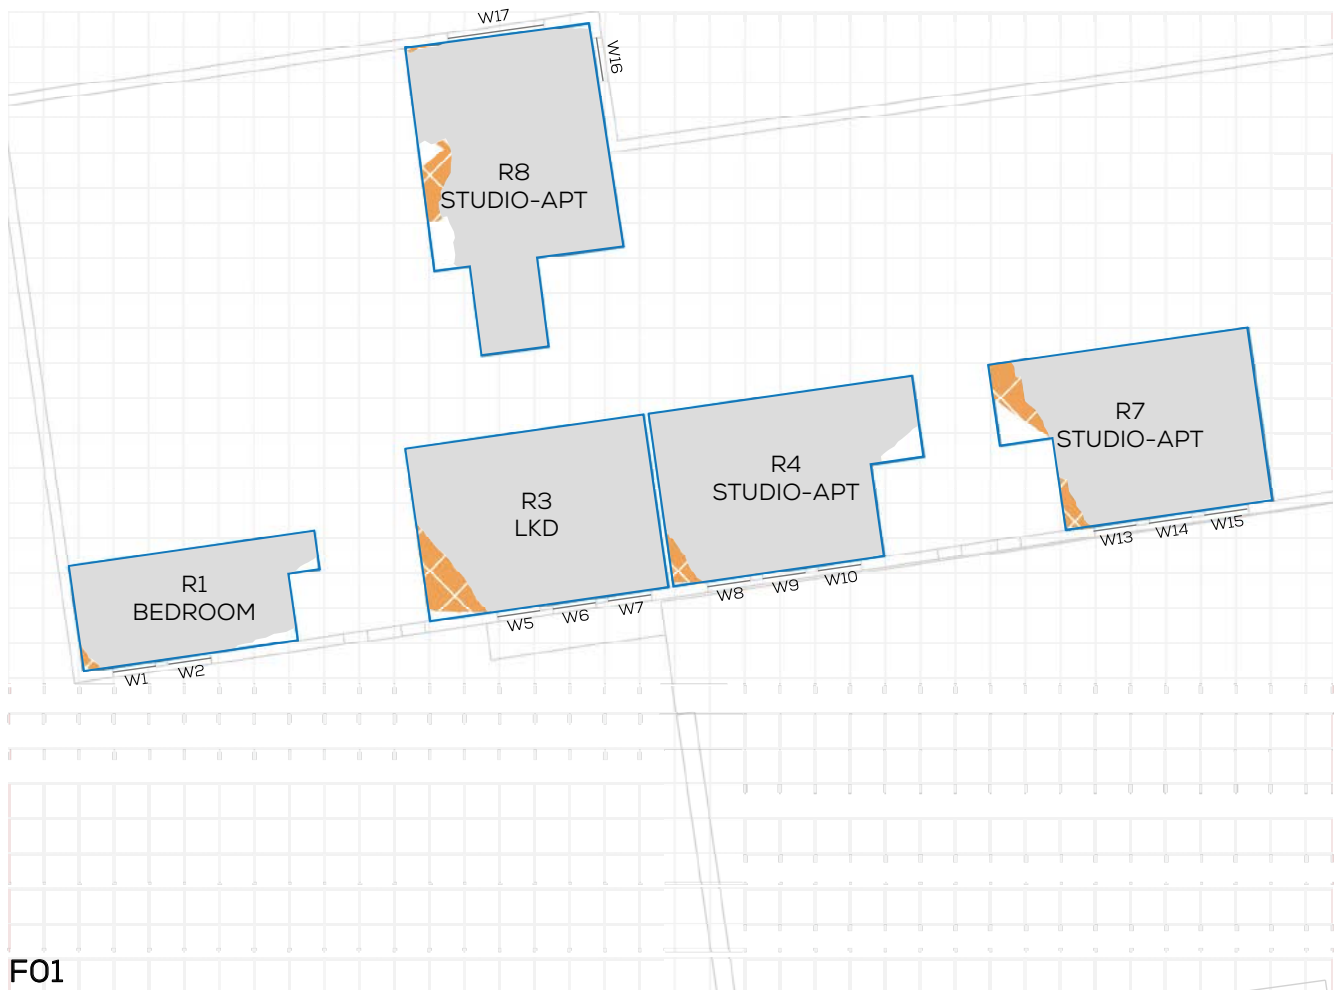 W17
W16
R8
STUDIO-APT
R7
STUDIO-APT
R4
STUDIO-APT
R3
LKD
R1
BEDROOM
W13
W14
W15
W8
W9
W10
W5
W6
W7
W1
W2
F01